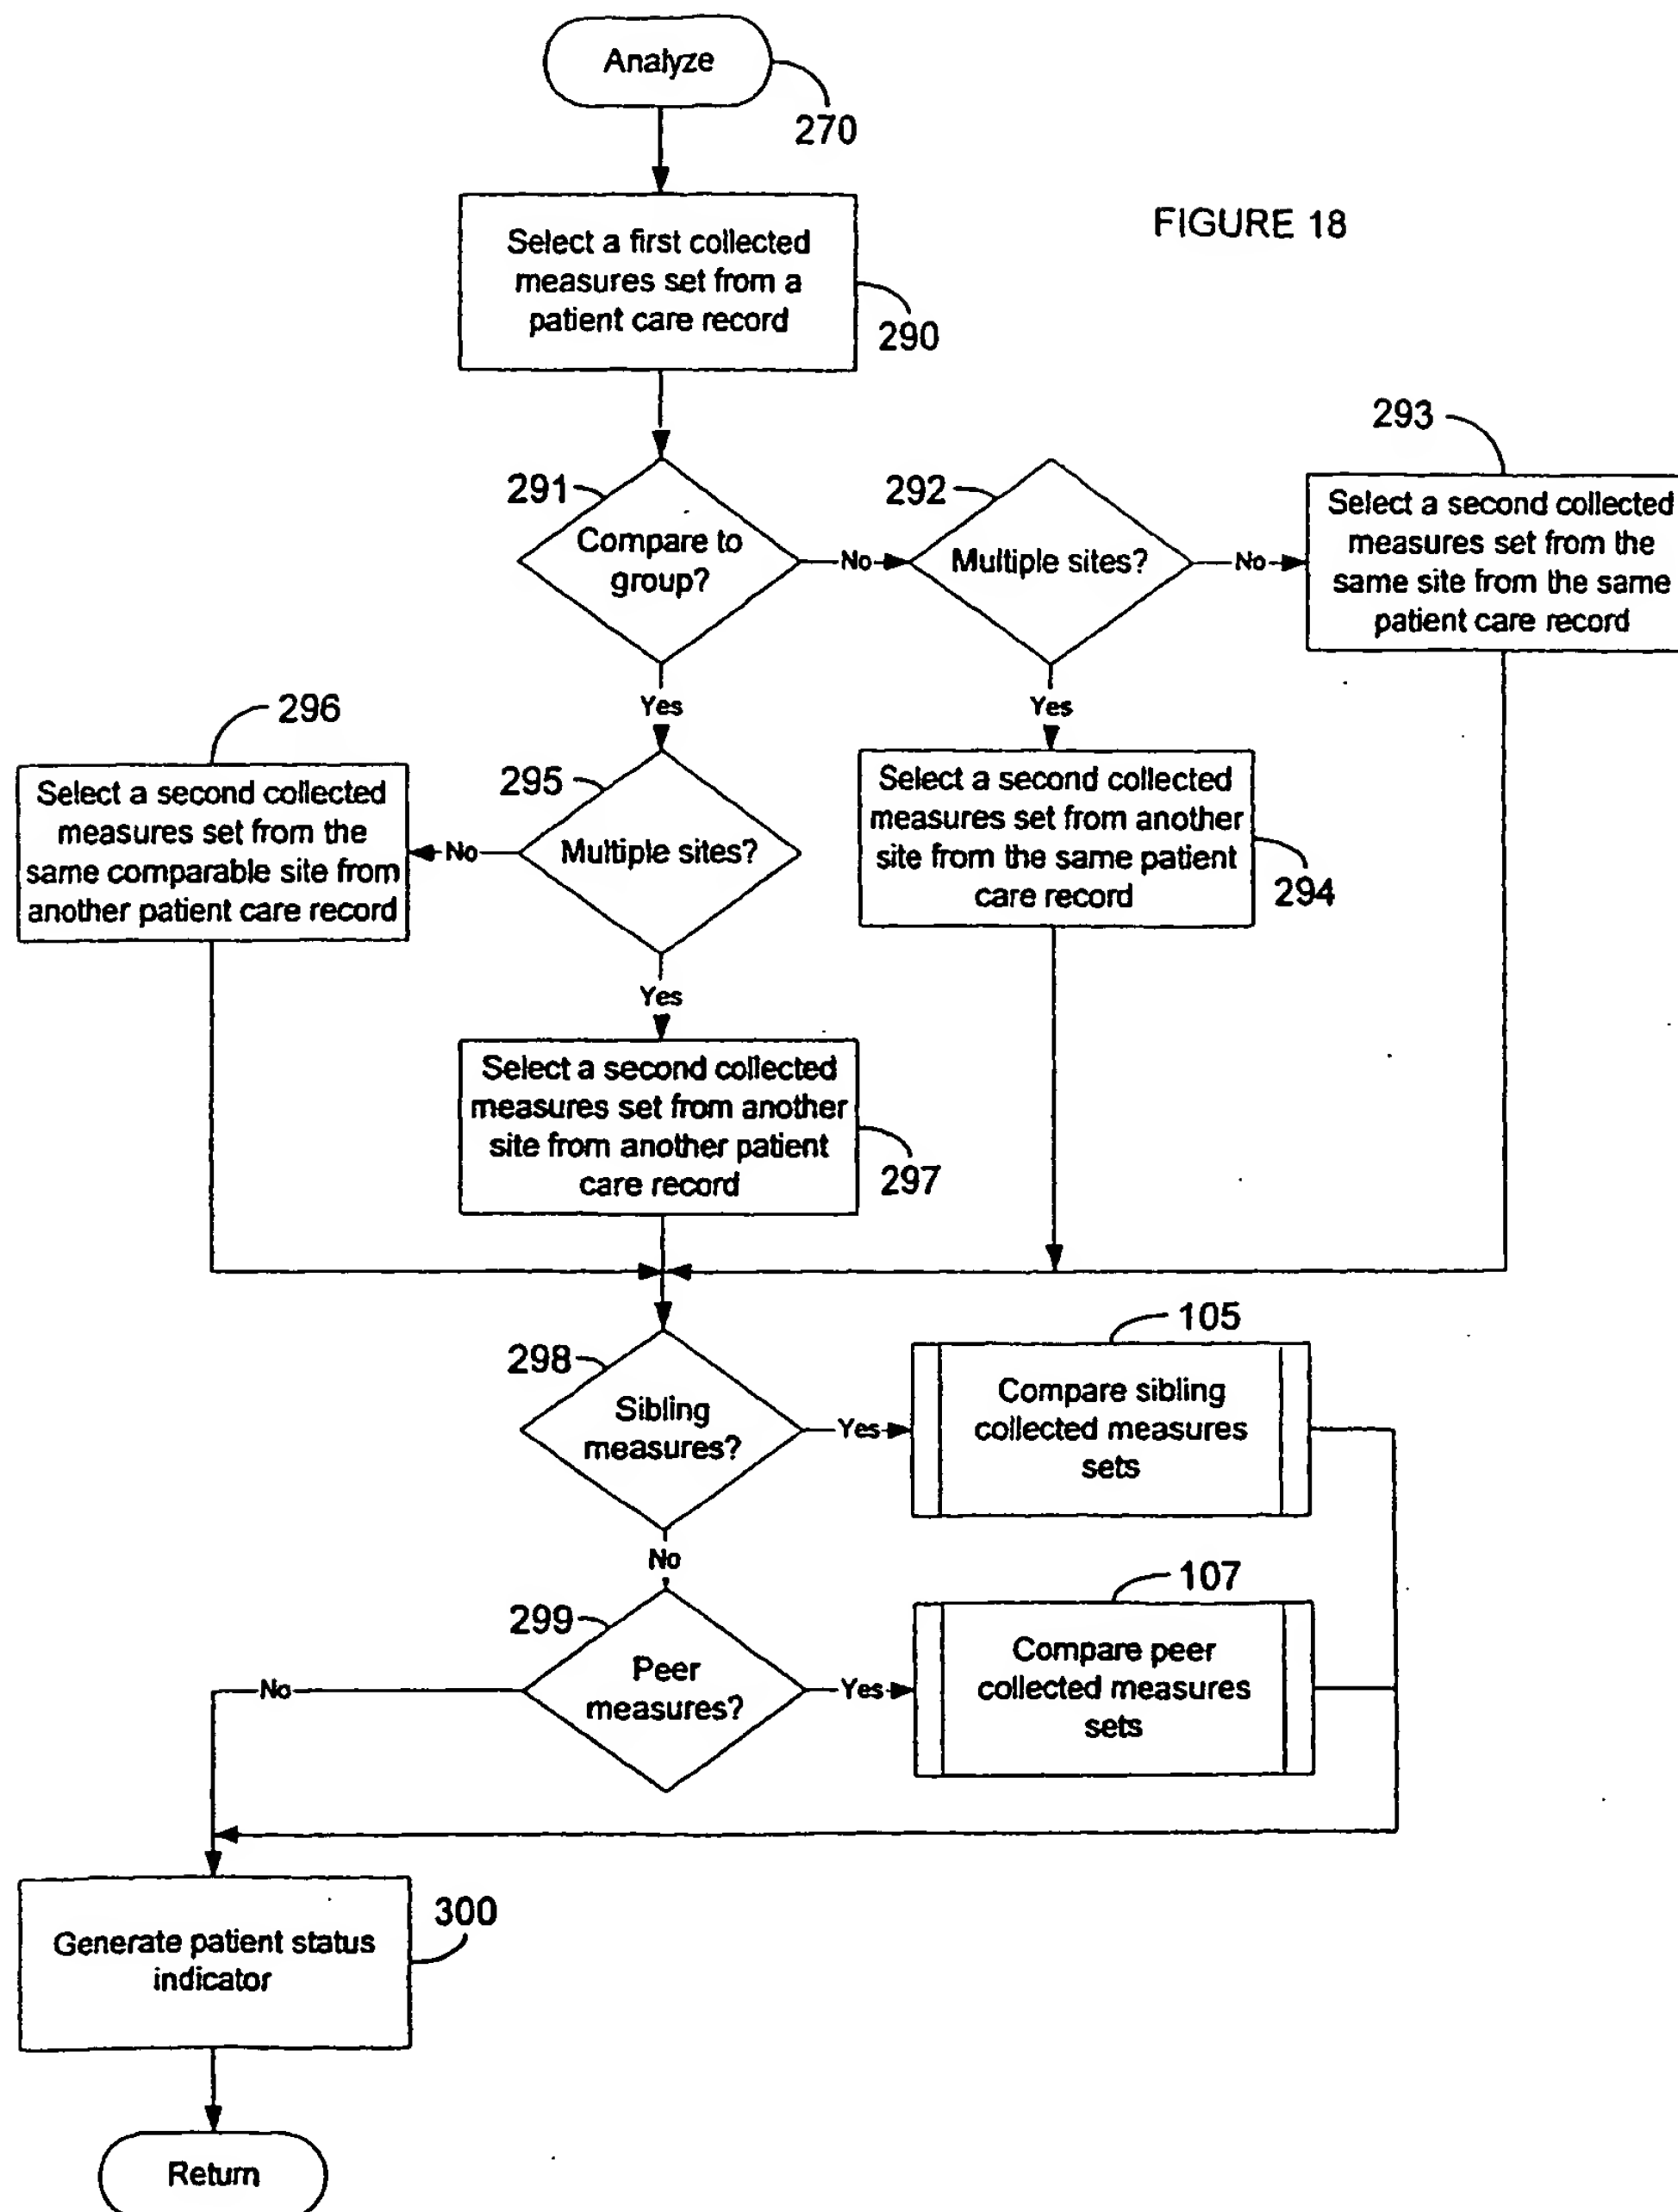 Analyze
270
FIGURE 18
Select a first collected
measures set from a
patient care record
290
293
291
Compare to
group?
No
292
Multiple sites?
No
Select a second collected
measures set from the
same site from the same
patient care record
Yes
Yes
296
Select a second collected
measures set from the
same comparable site from
another patient care record
No
295
Multiple sites?
Select a second collected
measures set from another
site from the same patient
care record
294
Yes
Select a second collected
measures set from another
site from another patient
care record
297
298
Sibling
measures?
Yes
105
Compare sibling
collected measures
sets
No
299
Peer
measures?
No
Yes
107
Compare peer
collected measures
sets
Generate patient status
indicator
300
Return